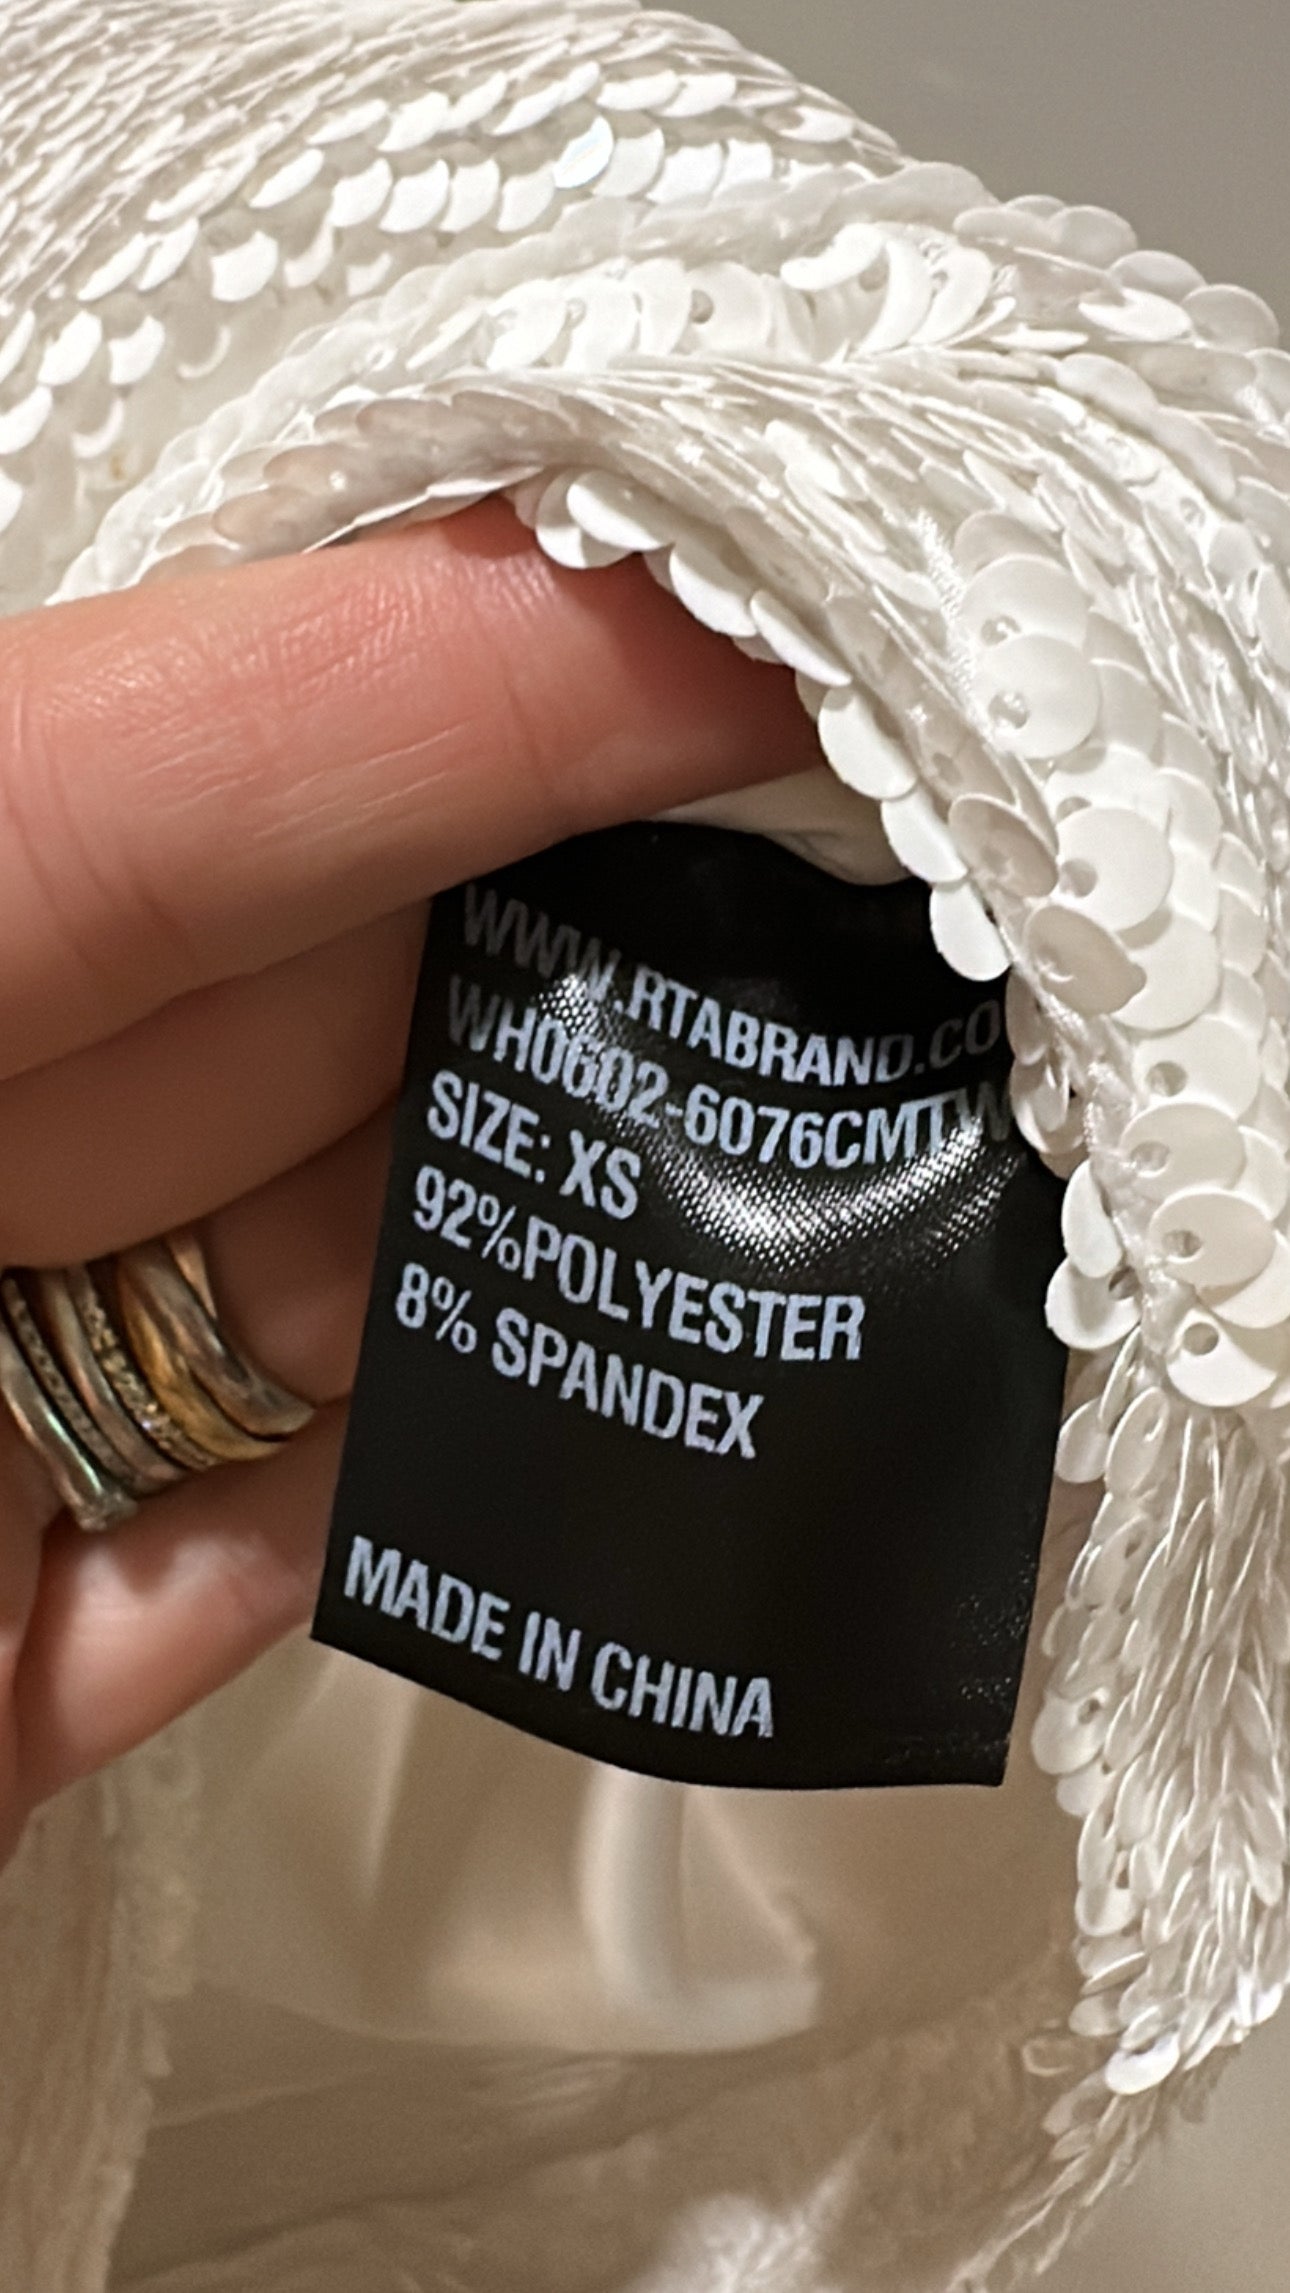 WWW.RTABRAND.CO
WH0602-6076CMTW
SIZE: XS
92%POLYESTER
8% SPANDEX
MADE IN CHINA